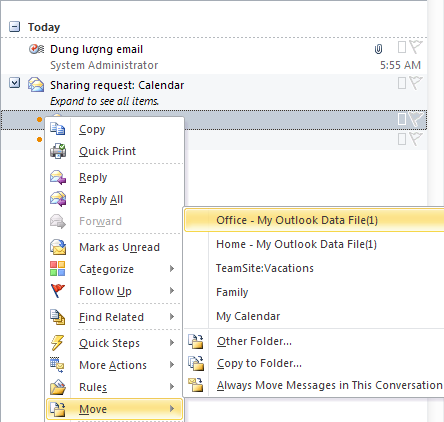 Today
Dung lượng email
System Administrator 5:55 AM
Sharing request: Calendar
Expand to see all items.
Copy
Quick Print
Reply
Reply All
Forward
Mark as Unread
Categorize
Follow Up
Find Related
Quick Steps
More Actions
Rules
Move
Office - My Outlook Data File(1)
Home - My Outlook Data File(1)
TeamSite:Vacations
Family
My Calendar
Other Folder...
Copy to Folder...
Always Move Messages in This Conversation